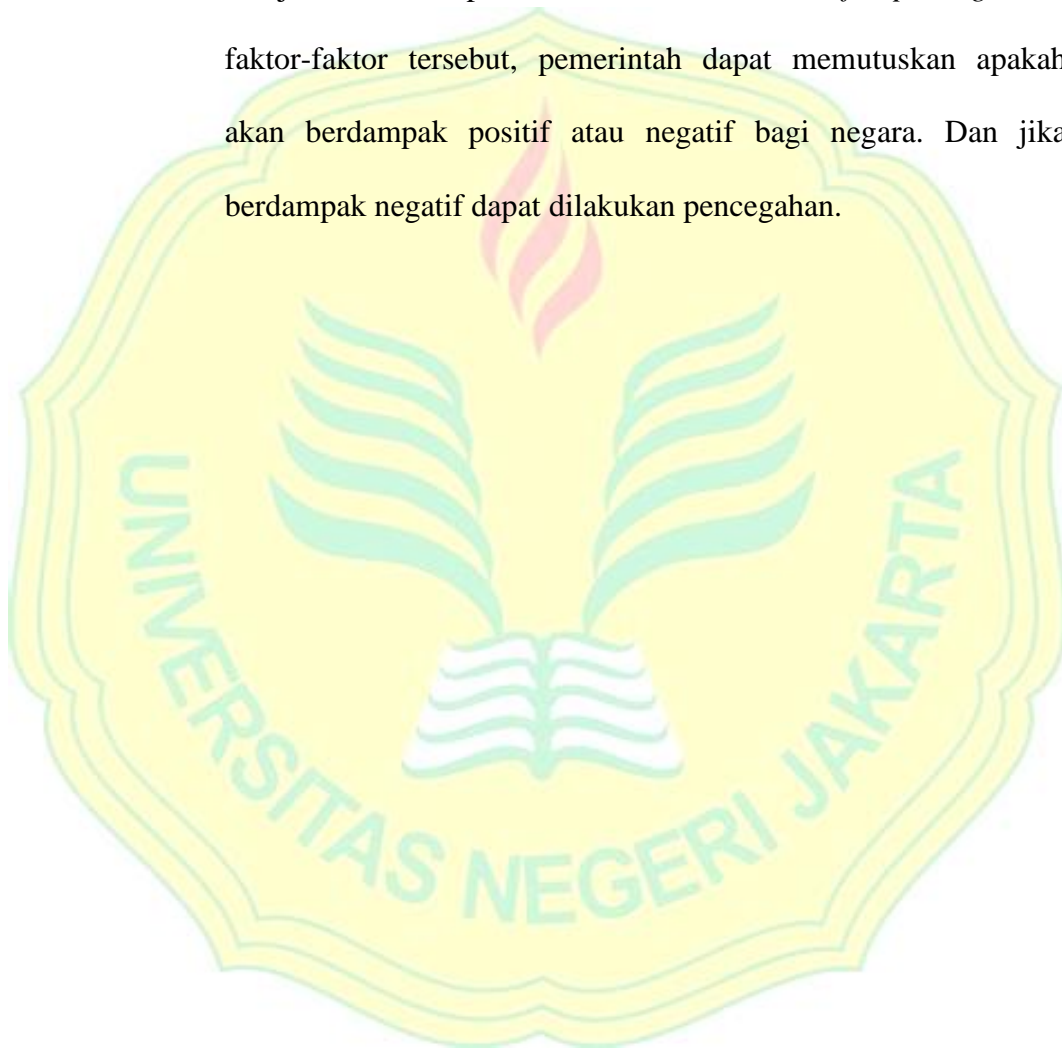 faktor-faktor tersebut, pemerintah dapat memutuskan apakah
akan berdampak positif atau negatif bagi negara. Dan jika
berdampak negatif dapat dilakukan pencegahan.
UNIVERSITAS NEGERI JAKARTA